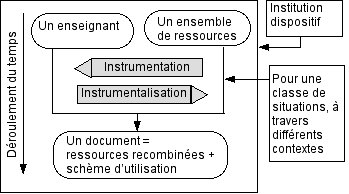 Déroulement du temps
Un enseignant
Un ensemble
de ressources
Institution
dispositif
Instrumentation
Instrumentalisation
Pour une
classe de
situations, à
travers
différents
contextes
Un document =
ressources recombinées +
schème d'utilisation